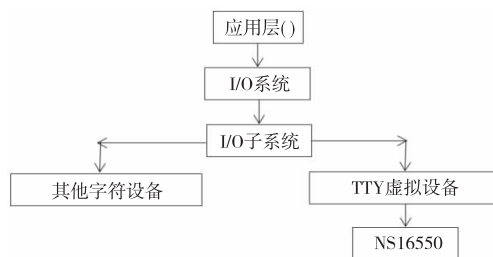 应用层()
I/O系统
I/O子系统
其他字符设备
TTY虚拟设备
NS16550